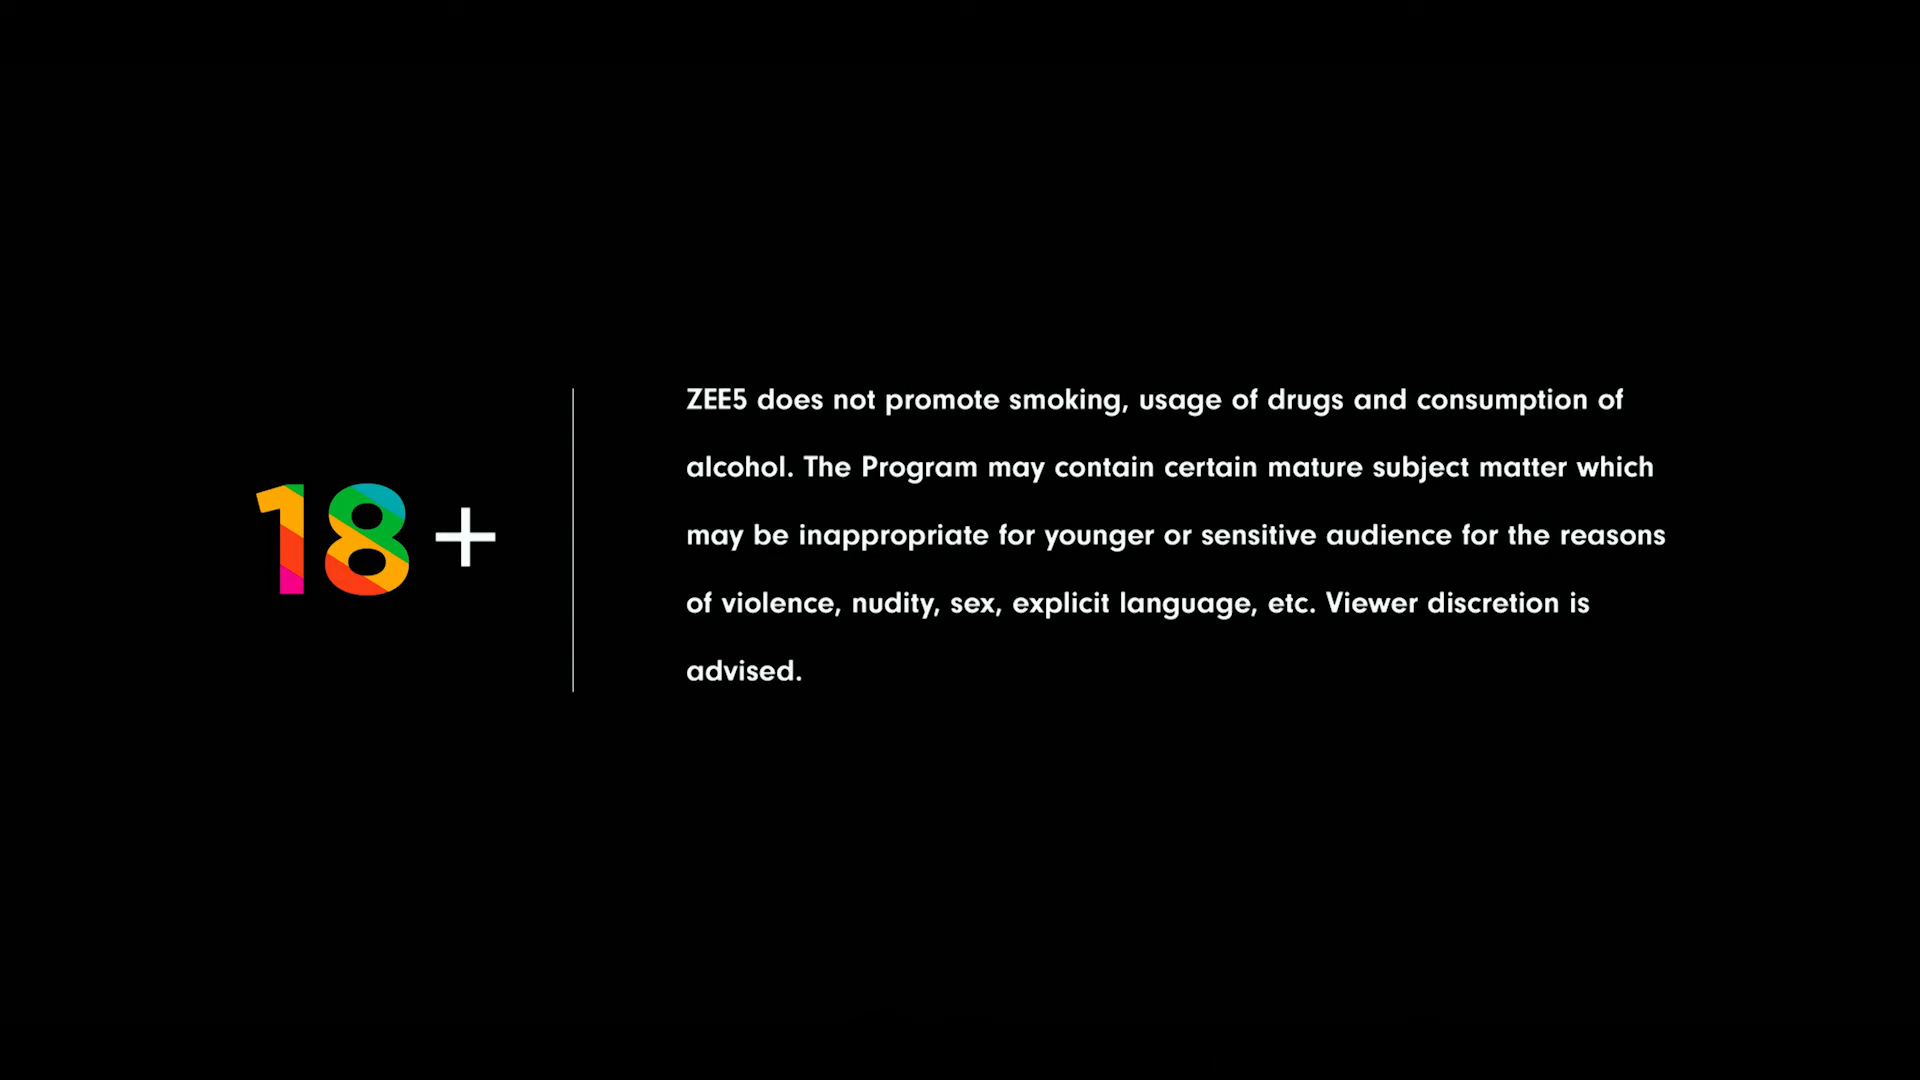 18+
ZEE5 does not promote smoking, usage of drugs and consumption of
alcohol. The Program may contain certain mature subject matter which
may be inappropriate for younger or sensitive audience for the reasons
of violence, nudity, sex, explicit language, etc. Viewer discretion is
advised.